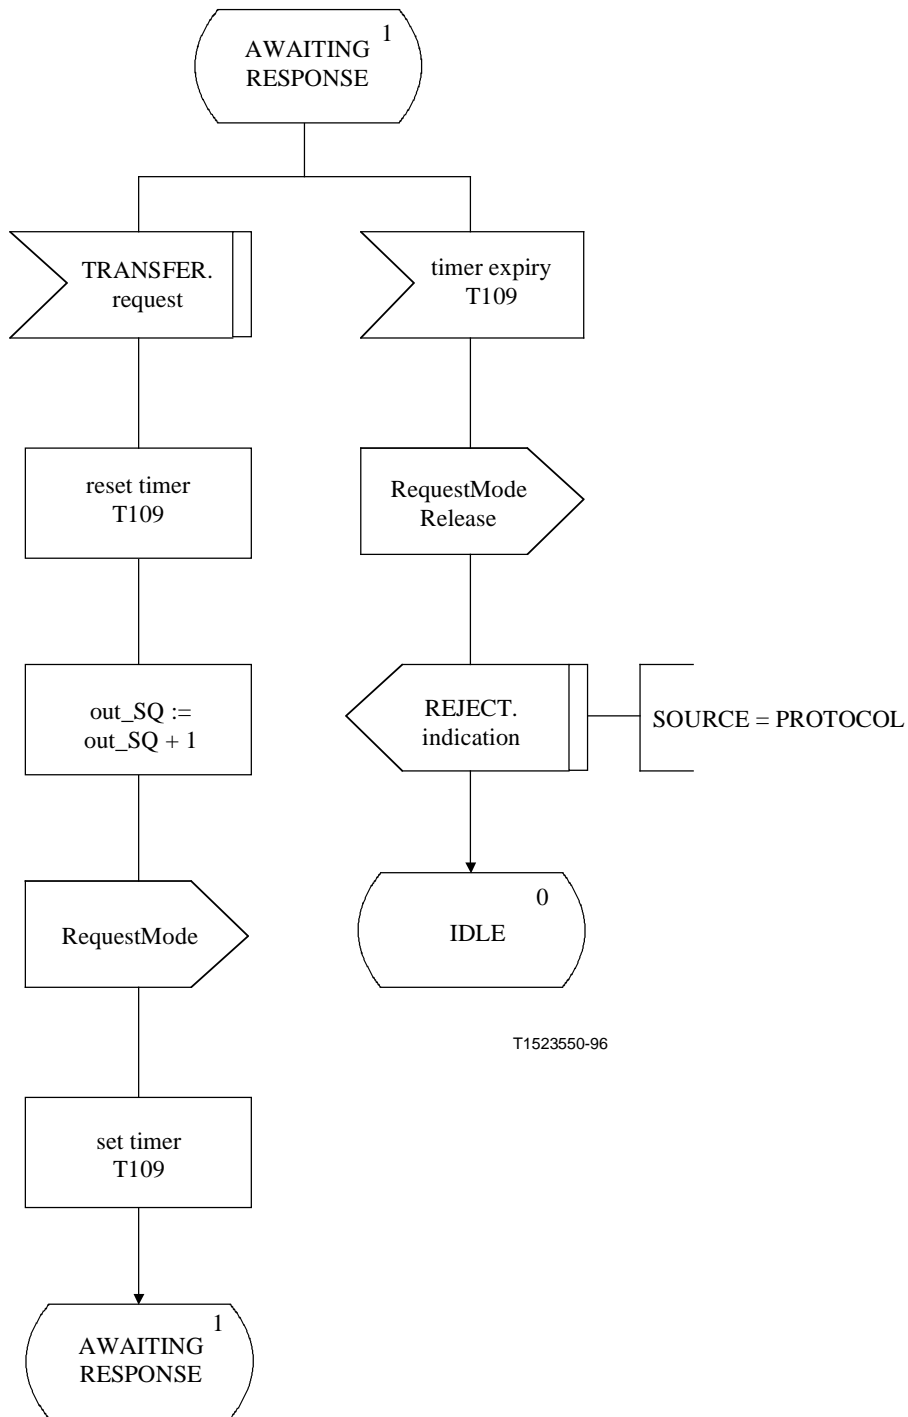 AWAITING
RESPONSE
1
TRANSFER.
request
timer expiry
T109
reset timer
T109
RequestMode
Release
out_SQ :=
out_SQ + 1
REJECT.
indication
SOURCE = PROTOCOL
RequestMode
IDLE
0
T1523550-96
set timer
T109
AWAITING
RESPONSE
1